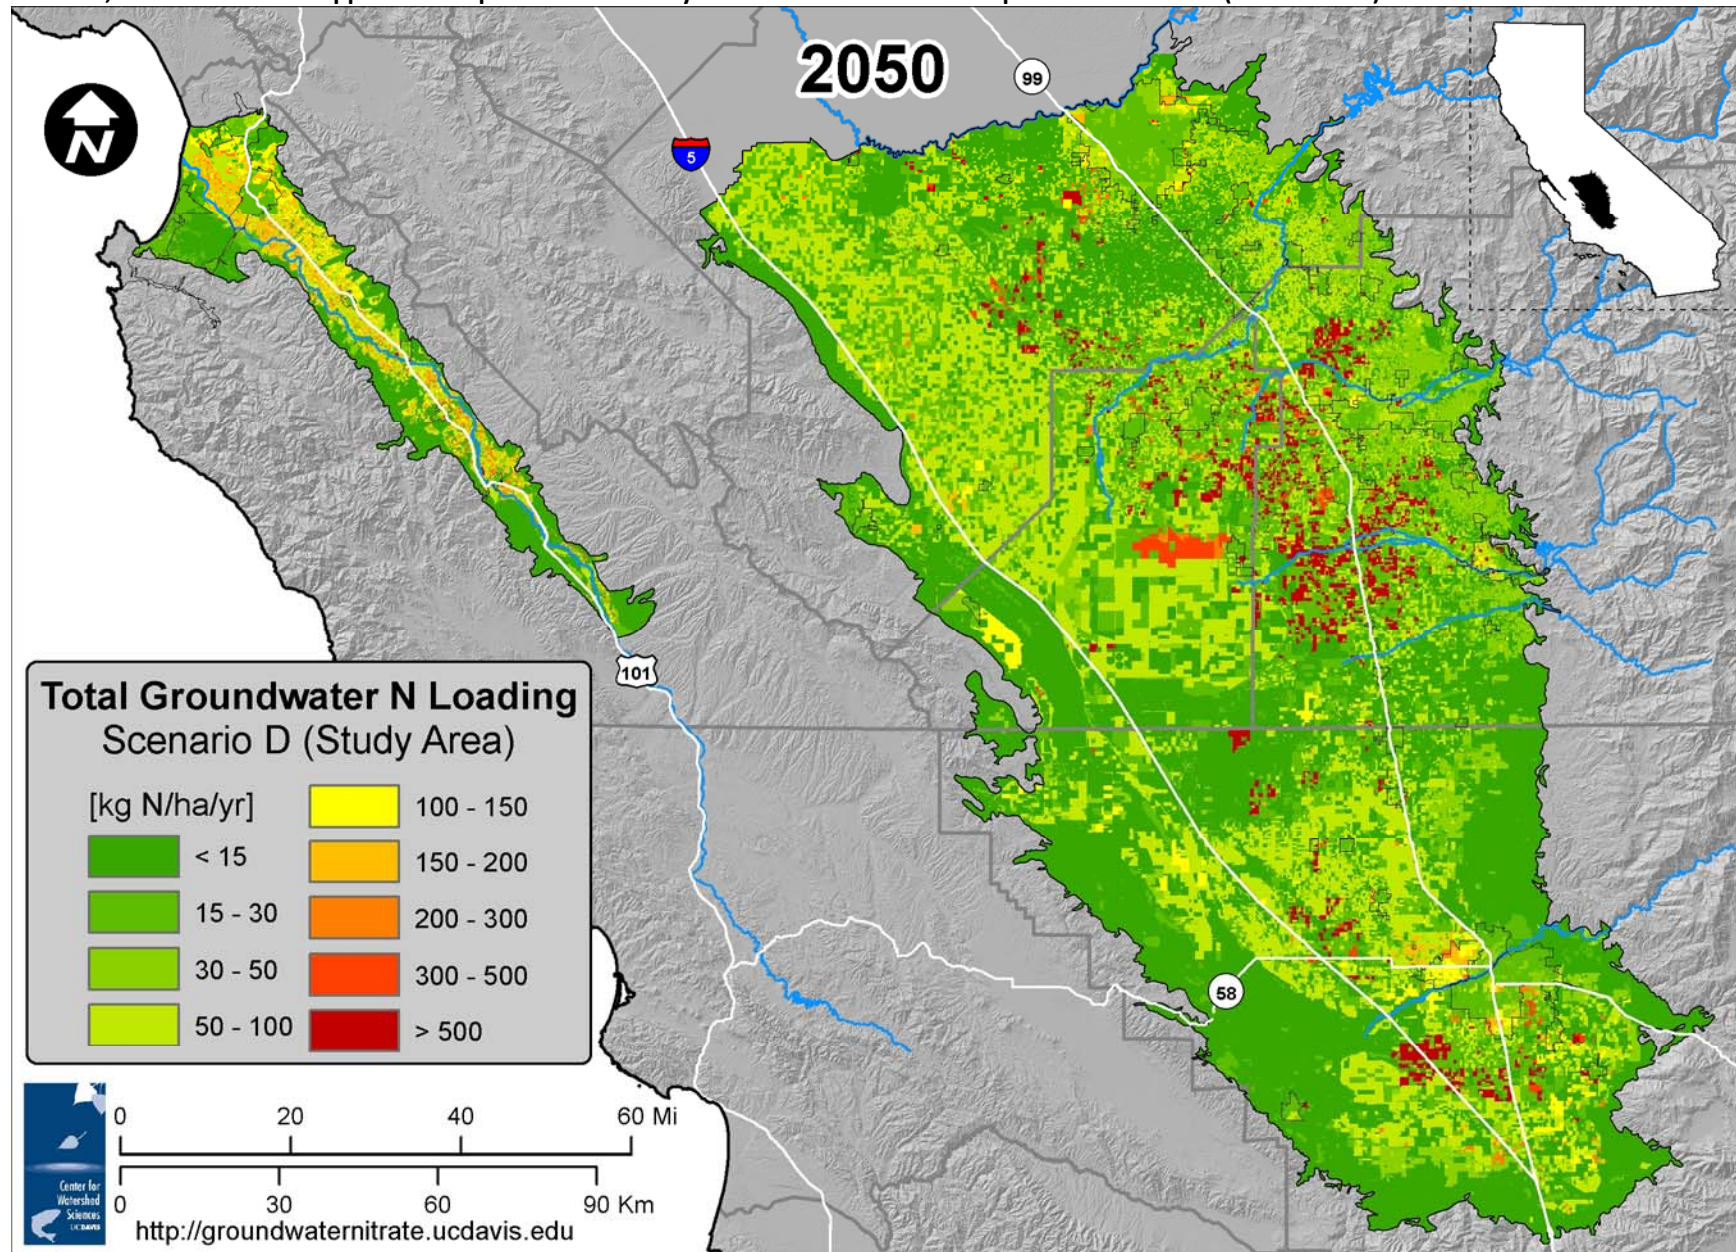 2050
99
5
N
101
Total Groundwater N Loading
Scenario D (Study Area)
[kg N/ha/yr]
< 15
15 - 30
30 - 50
50 - 100
100 - 150
150 - 200
200 - 300
300 - 500
> 500
58
0 20 40 60 Mi
0 30 60 90 Km
Center for
Watershed
Sciences
UC DAVIS
http://groundwaternitrate.ucdavis.edu